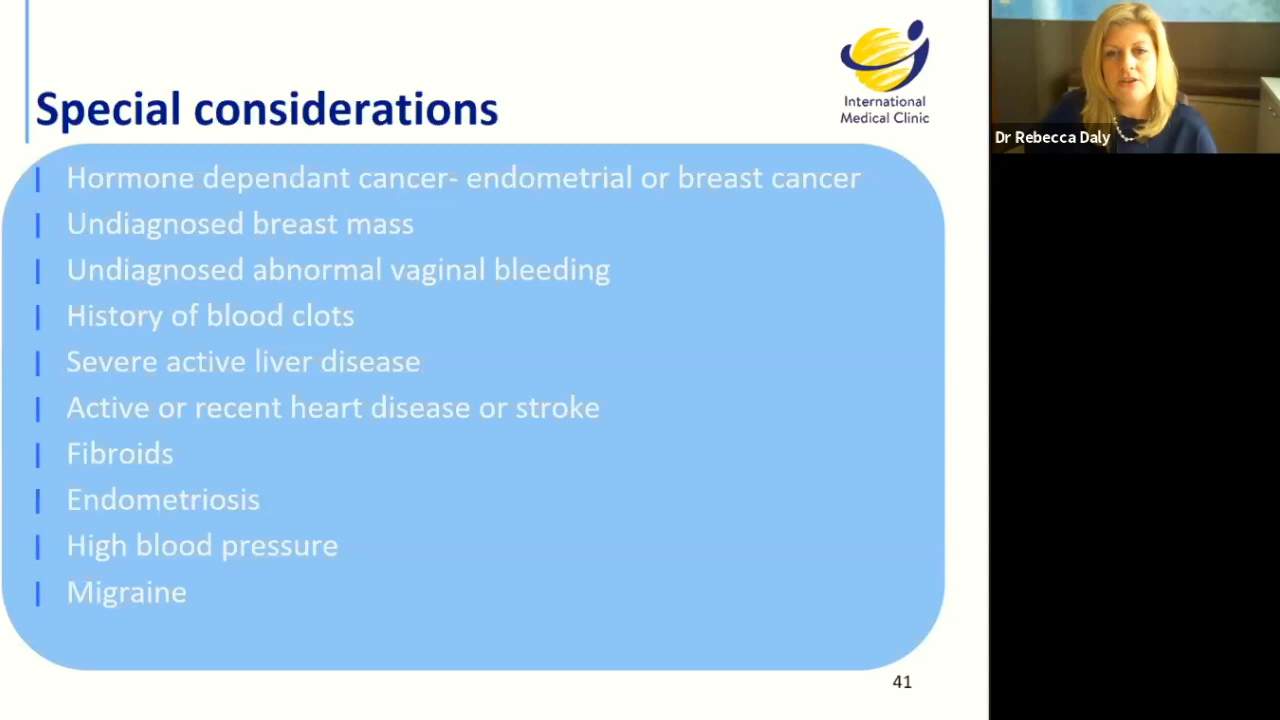 Special considerations
International
Medical Clinic
Dr Rebecca Daly
Hormone dependant cancer- endometrial or breast cancer
Undiagnosed breast mass
Undiagnosed abnormal vaginal bleeding
History of blood clots
Severe active liver disease
Active or recent heart disease or stroke
Fibroids
Endometriosis
High blood pressure
Migraine
41